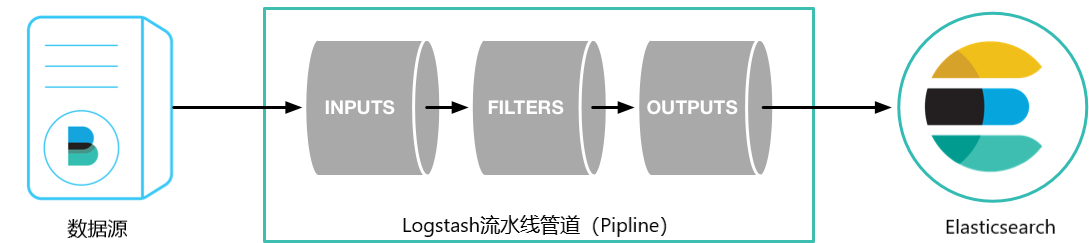 INPUTS
FILTERS
OUTPUTS
数据源
Logstash流水线管道（Pipline）
Elasticsearch